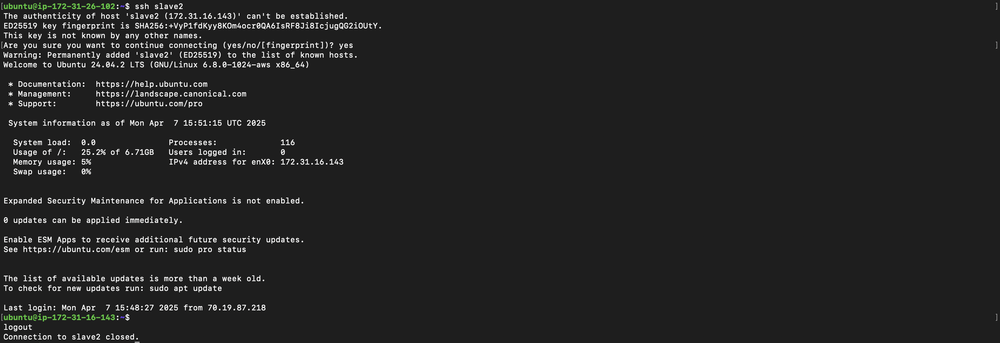 [ubuntu@ip-172-31-26-102:~$ ssh slave2 ]
The authenticity of host 'slave2 (172.31.16.143)' can't be established.
ED25519 key fingerprint is SHA256:+VyP1fdKyy8KOm4ocr0QA6IsRF8Ji8IcjugQG2iOUtY.
This key is not known by any other names.
[Are you sure you want to continue connecting (yes/no/[fingerprint])? yes ]
Warning: Permanently added 'slave2' (ED25519) to the list of known hosts.
Welcome to Ubuntu 24.04.2 LTS (GNU/Linux 6.8.0-1024-aws x86_64)

 * Documentation:  https://help.ubuntu.com
 * Management:     https://landscape.canonical.com
 * Support:        https://ubuntu.com/pro

 System information as of Mon Apr  7 15:51:15 UTC 2025

  System load:  0.0               Processes:             116
  Usage of /:   25.2% of 6.71GB   Users logged in:       0
  Memory usage: 5%                IPv4 address for enX0: 172.31.16.143
  Swap usage:   0%

Expanded Security Maintenance for Applications is not enabled.

0 updates can be applied immediately.

Enable ESM Apps to receive additional future security updates.
See https://ubuntu.com/esm or run: sudo pro status

The list of available updates is more than a week old.
To check for new updates run: sudo apt update

Last login: Mon Apr  7 15:48:27 2025 from 70.19.87.218
[ubuntu@ip-172-31-16-143:~$ ]
logout
Connection to slave2 closed.